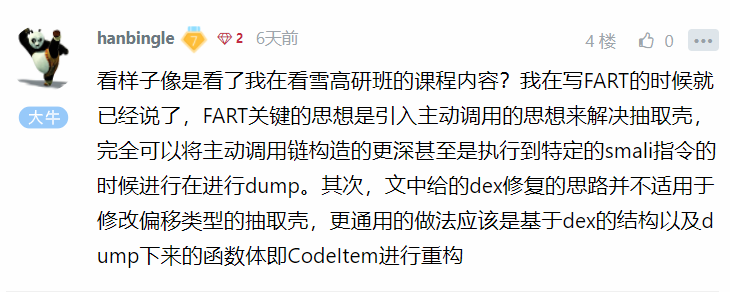 hanbingle 7 2 6天前 4 楼 0
看样子像是看了我在看雪高研班的课程内容？我在写FART的时候就
大牛
已经说了，FART关键的思想是引入主动调用的思想来解决抽取壳，
完全可以将主动调用链构造的更深甚至是执行到特定的smali指令的
时候进行在进行dump。其次，文中给的dex修复的思路并不适用于
修改偏移类型的抽取壳，更通用的做法应该是基于dex的结构以及d
ump下来的函数体即CodeItem进行重构